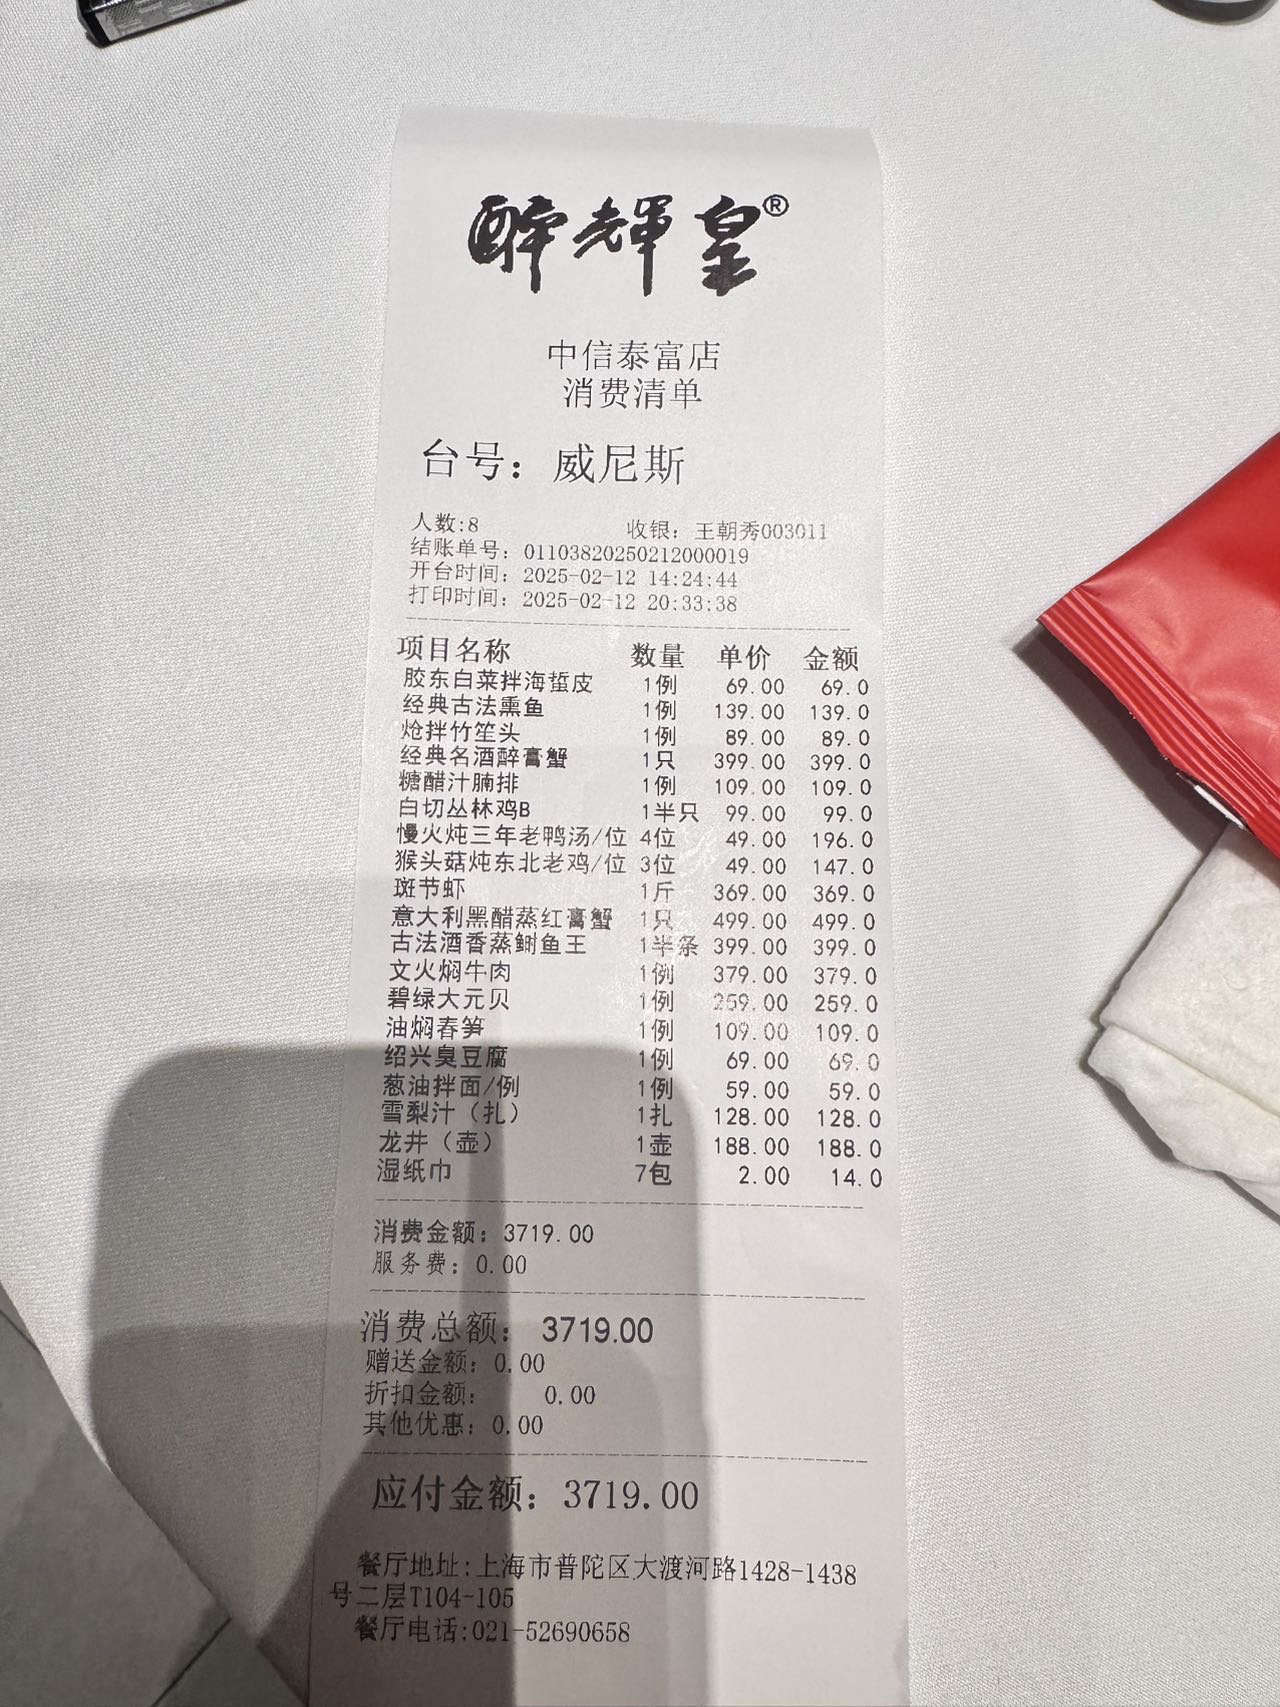 醉辉皇®
中信泰富店
消费清单
台号：威尼斯
人数:8 收银：王朝秀003011
结账单号：01103820250212000019
开台时间：2025-02-12 14:24:44
打印时间：2025-02-12 20:33:38
项目名称 数量 单价 金额
胶东白菜拌海蜇皮 1例 69.00 69.0
经典古法熏鱼 1例 139.00 139.0
炝拌竹笙头 1例 89.00 89.0
经典名酒醉膏蟹 1只 399.00 399.0
糖醋汁腩排 1例 109.00 109.0
白切丛林鸡B 1半只 99.00 99.0
慢火炖三年老鸭汤/位 4位 49.00 196.0
猴头菇炖东北老鸡/位 3位 49.00 147.0
斑节虾 1斤 369.00 369.0
意大利黑醋蒸红膏蟹 1只 499.00 499.0
古法酒香蒸鲥鱼王 1半条 399.00 399.0
文火焖牛肉 1例 379.00 379.0
碧绿大元贝 1例 259.00 259.0
油焖春笋 1例 109.00 109.0
绍兴臭豆腐 1例 69.00 69.0
葱油拌面/例 1例 59.00 59.0
雪梨汁（扎） 1扎 128.00 128.0
龙井（壶） 1壶 188.00 188.0
湿纸巾 7包 2.00 14.0
消费金额：3719.00
服务费：0.00
消费总额：3719.00
赠送金额：0.00
折扣金额：0.00
其他优惠：0.00
应付金额：3719.00
餐厅地址:上海市普陀区大渡河路1428-1438
号二层T104-105
餐厅电话:021-52690658